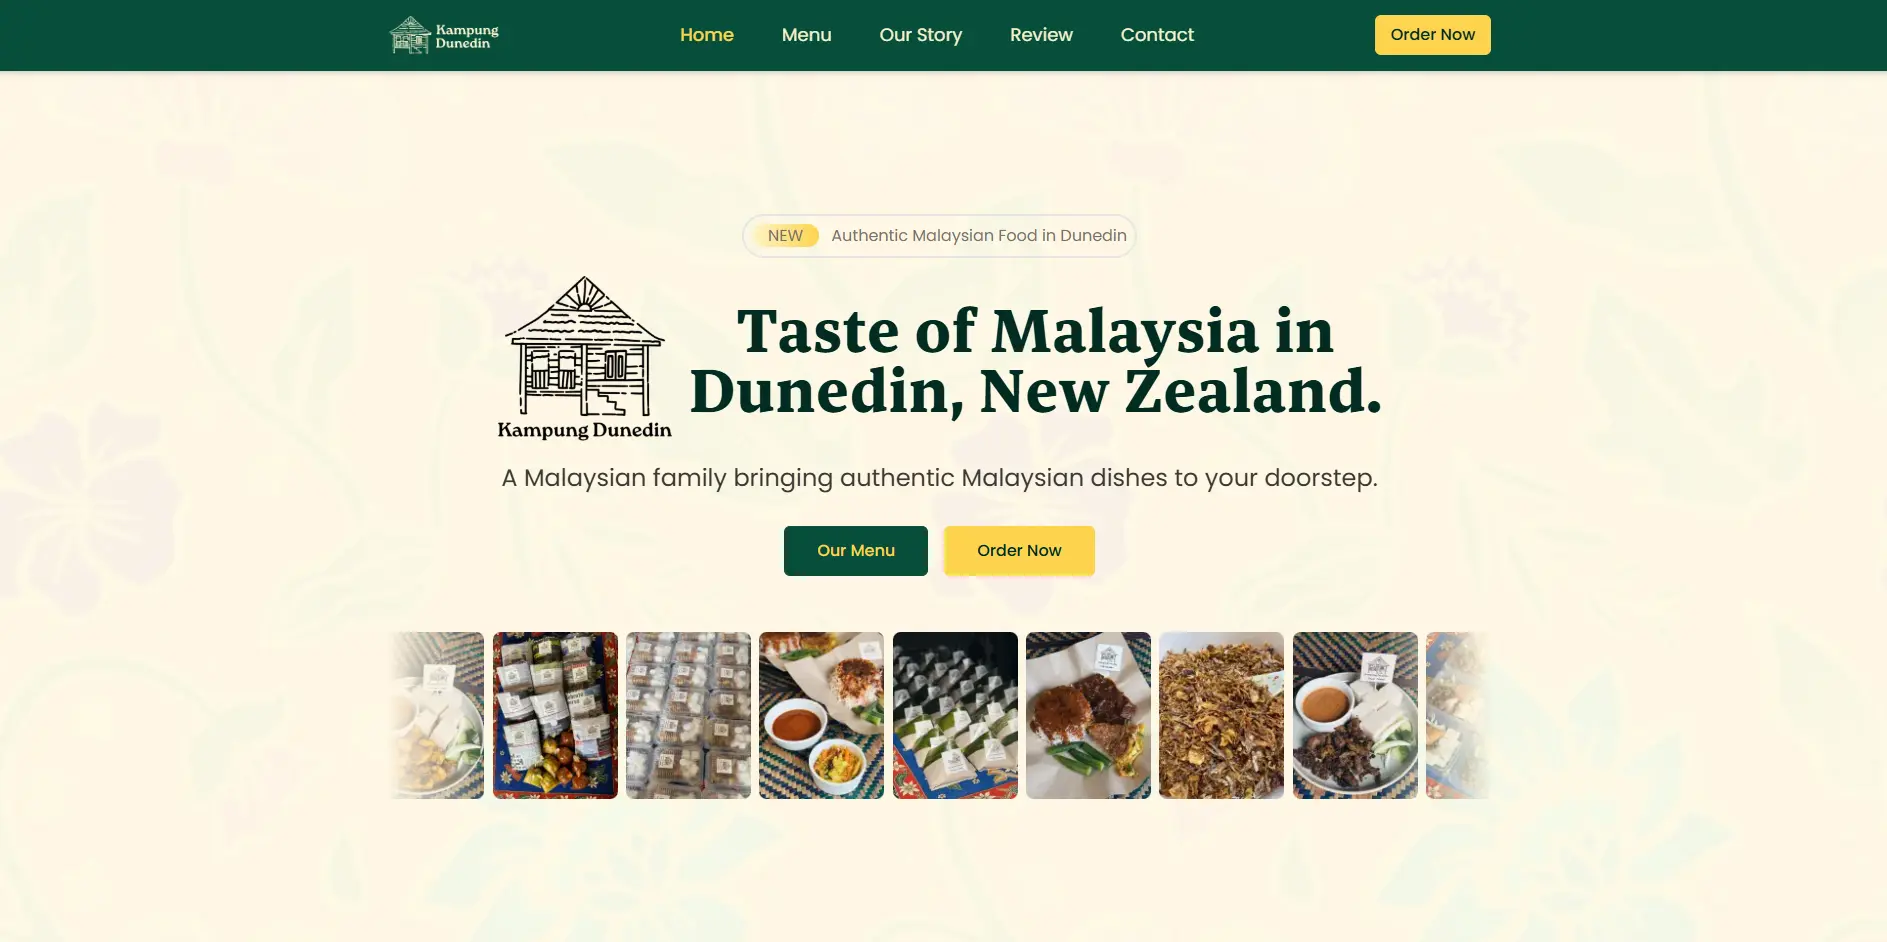 Kampung
Dunedin
Home
Menu
Our Story
Review
Contact
Order Now
NEW
Authentic Malaysian Food in Dunedin
Kampung Dunedin
Taste of Malaysia in
Dunedin, New Zealand.
A Malaysian family bringing authentic Malaysian dishes to your doorstep.
Our Menu
Order Now